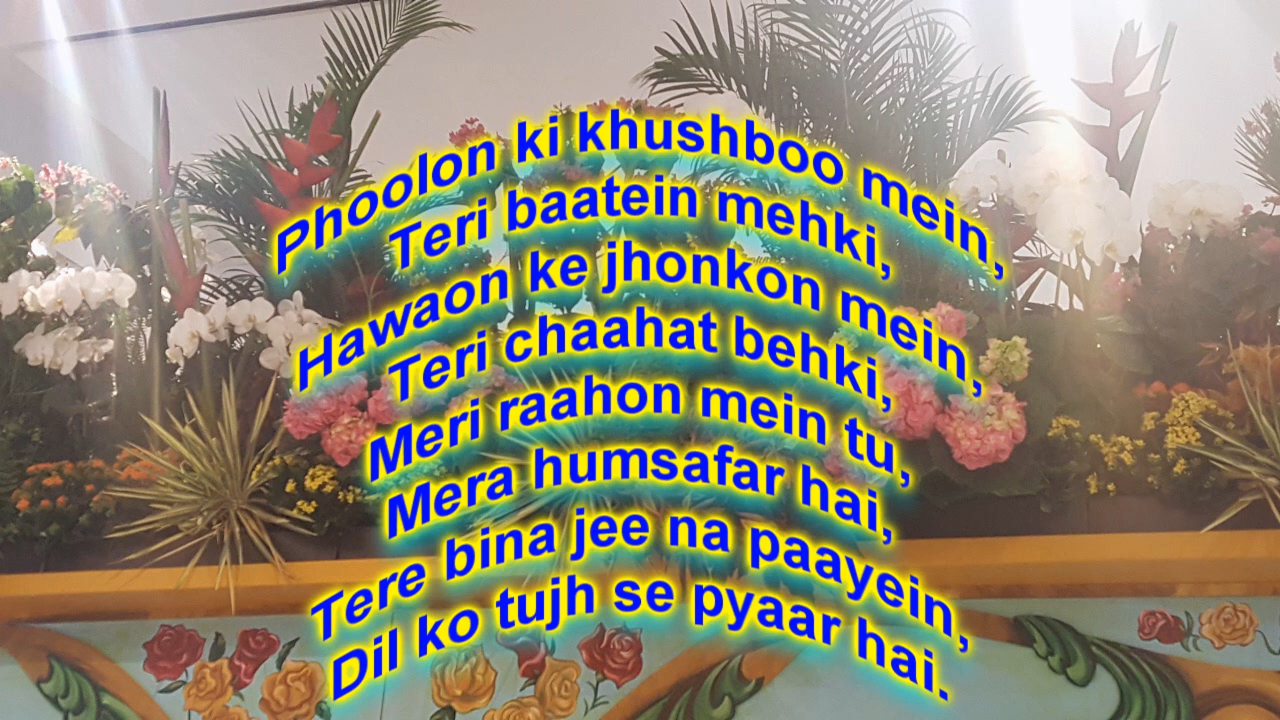 Phoolon ki khushboo mein,
Teri baatein mehki,
Hawaon ke jhonkon mein,
Teri chaahat behki,
Meri raahon mein tu,
Mera humsafar hai,
Tere bina jee na paayein,
Dil ko tujh se pyaar hai.